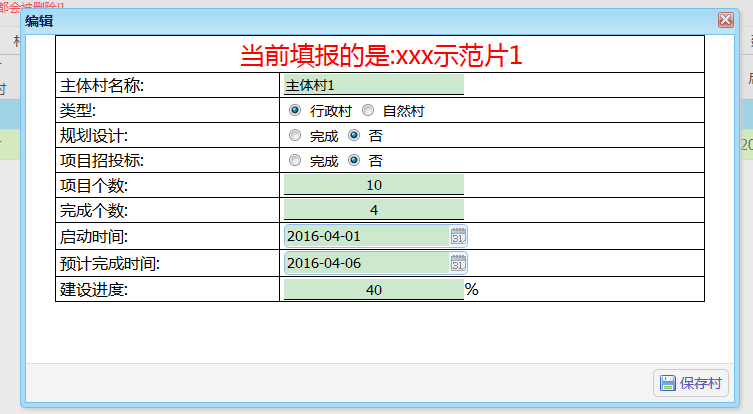 都会被删除!]
编辑
当前填报的是:xxx示范片1
主体村名称: 主体村1
类型: 行政村 自然村
规划设计: 完成 否
项目招投标: 完成 否
项目个数: 10
完成个数: 4
启动时间: 2016-04-01
预计完成时间: 2016-04-06
建设进度: 40 %
保存村
村
20